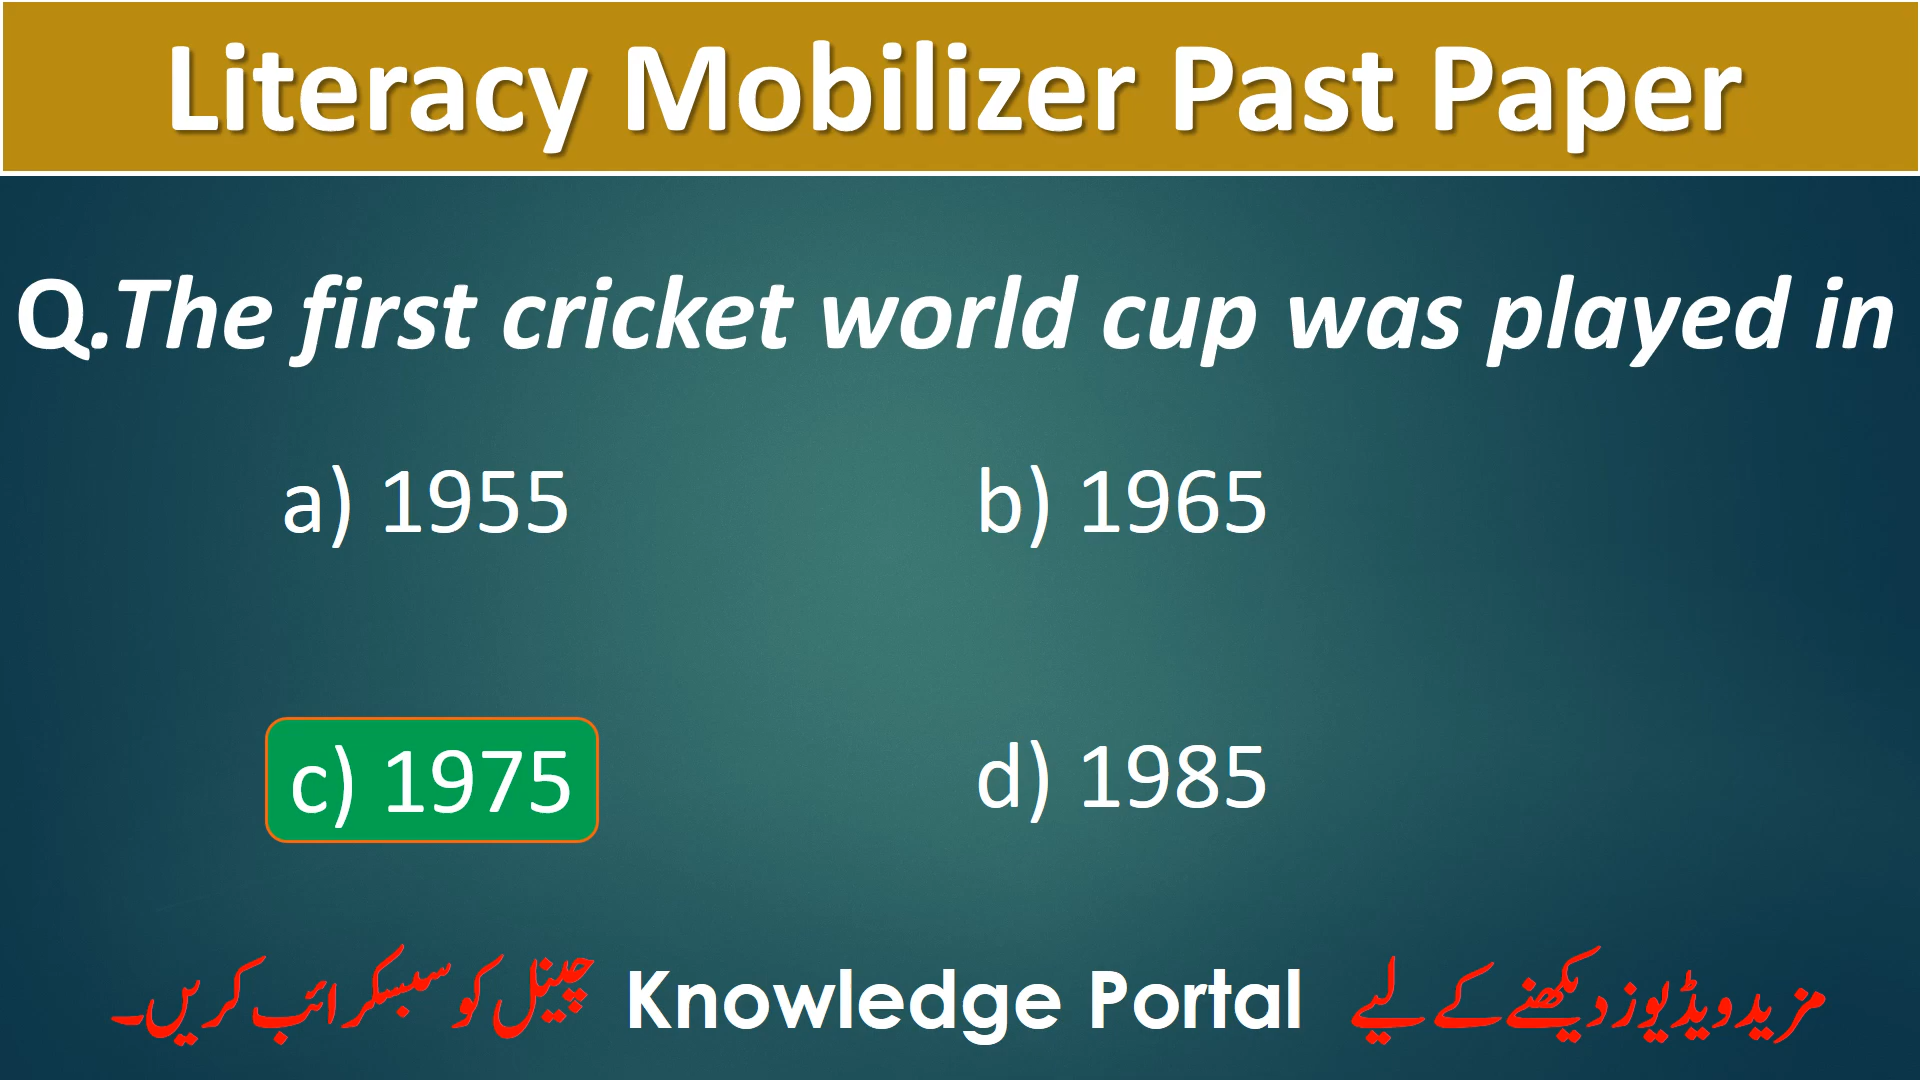 Literacy Mobilizer Past Paper
Q.The first cricket world cup was played in
a) 1955 b) 1965
c) 1975 d) 1985
مزید ویڈیوز دیکھنے کے لیے Knowledge Portal چینل کو سبسکرائب کریں۔